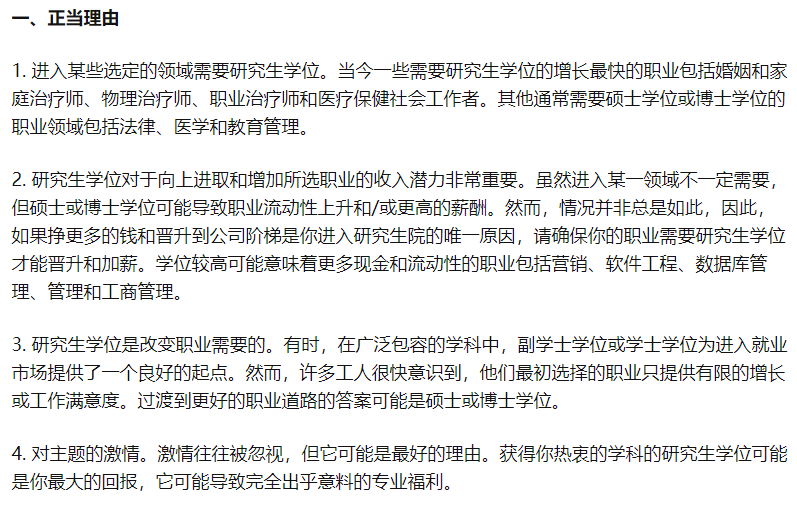 一、正当理由
1. 进入某些选定的领域需要研究生学位。当今一些需要研究生学位的增长最快的职业包括婚姻和家
庭治疗师、物理治疗师、职业治疗师和医疗保健社会工作者。其他通常需要硕士学位或博士学位的
职业领域包括法律、医学和教育管理。
2. 研究生学位对于向上进取和增加所选职业的收入潜力非常重要。虽然进入某一领域不一定需要，
但硕士或博士学位可能导致职业流动性上升和/或更高的薪酬。然而，情况并非总是如此，因此，
如果挣更多的钱和晋升到公司阶梯是你进入研究生院的唯一原因，请确保你的职业需要研究生学位
才能晋升和加薪。学位较高可能意味着更多现金和流动性的职业包括营销、软件工程、数据库管
理、管理和工商管理。
3. 研究生学位是改变职业需要的。有时，在广泛包容的学科中，副学士学位或学士学位为进入就业
市场提供了一个良好的起点。然而，许多工人很快意识到，他们最初选择的职业只提供有限的增长
或工作满意度。过渡到更好的职业道路的答案可能是硕士或博士学位。
4. 对主题的激情。激情往往被忽视，但它可能是最好的理由。获得你热衷的学科的研究生学位可能
是你最大的回报，它可能导致完全出乎意料的专业福利。